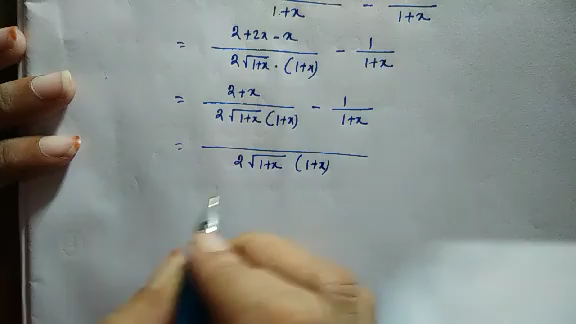 1+x - 1+x
= 2+2x-x / 2√1+x · (1+x) - 1 / 1+x
= 2+x / 2√1+x (1+x) - 1 / 1+x
= / 2√1+x (1+x)